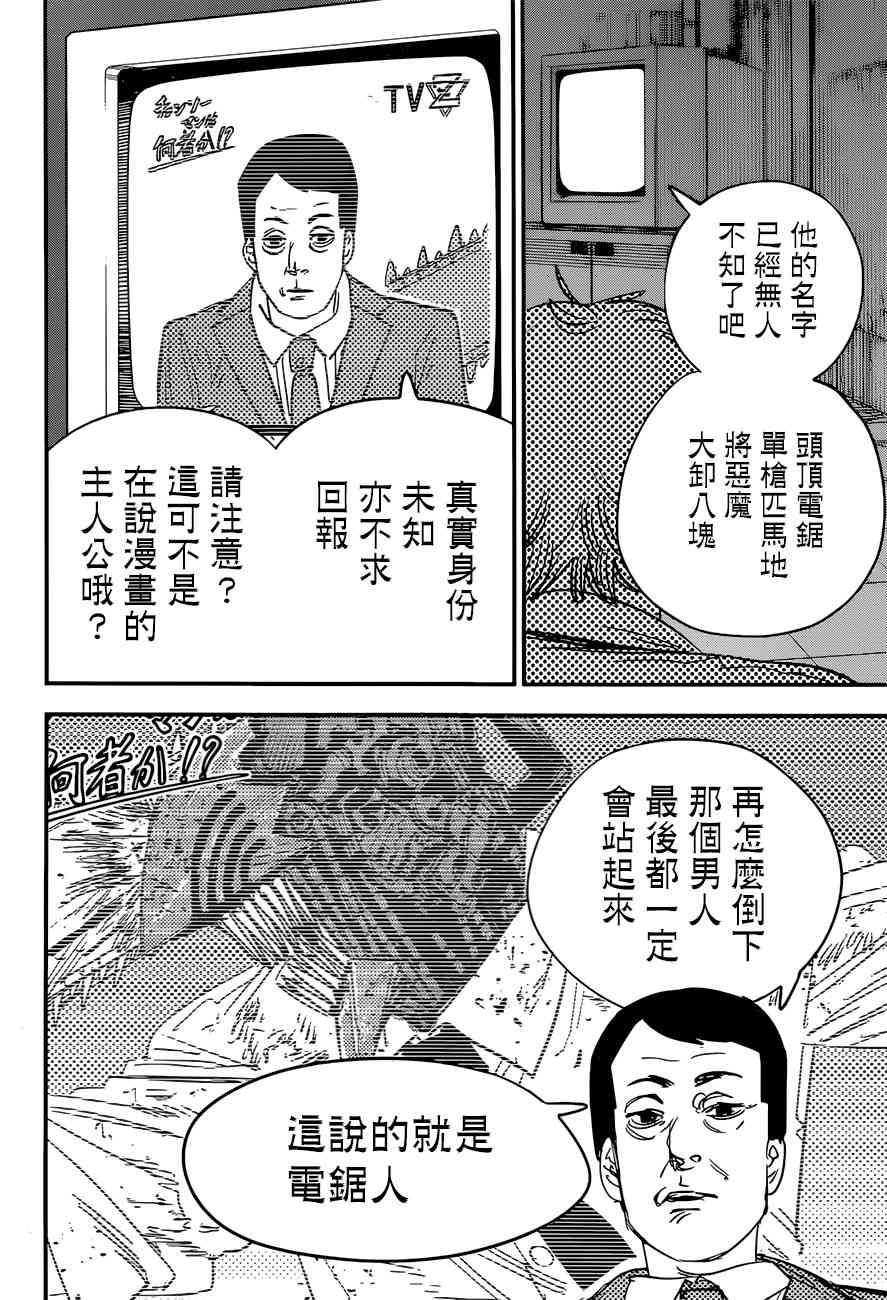 他的名字
已經無人
不知了吧
頭頂電鋸
單槍匹馬地
將惡魔
大卸八塊
TVZ
チェンソー
マンは
何者か!?
真實身份
未知
亦不求
回報
請注意？
這可不是
在說漫畫的
主人公哦？
何者か!?
再怎麼倒下
那個男人
最後都一定
會站起來
這說的就是
電鋸人